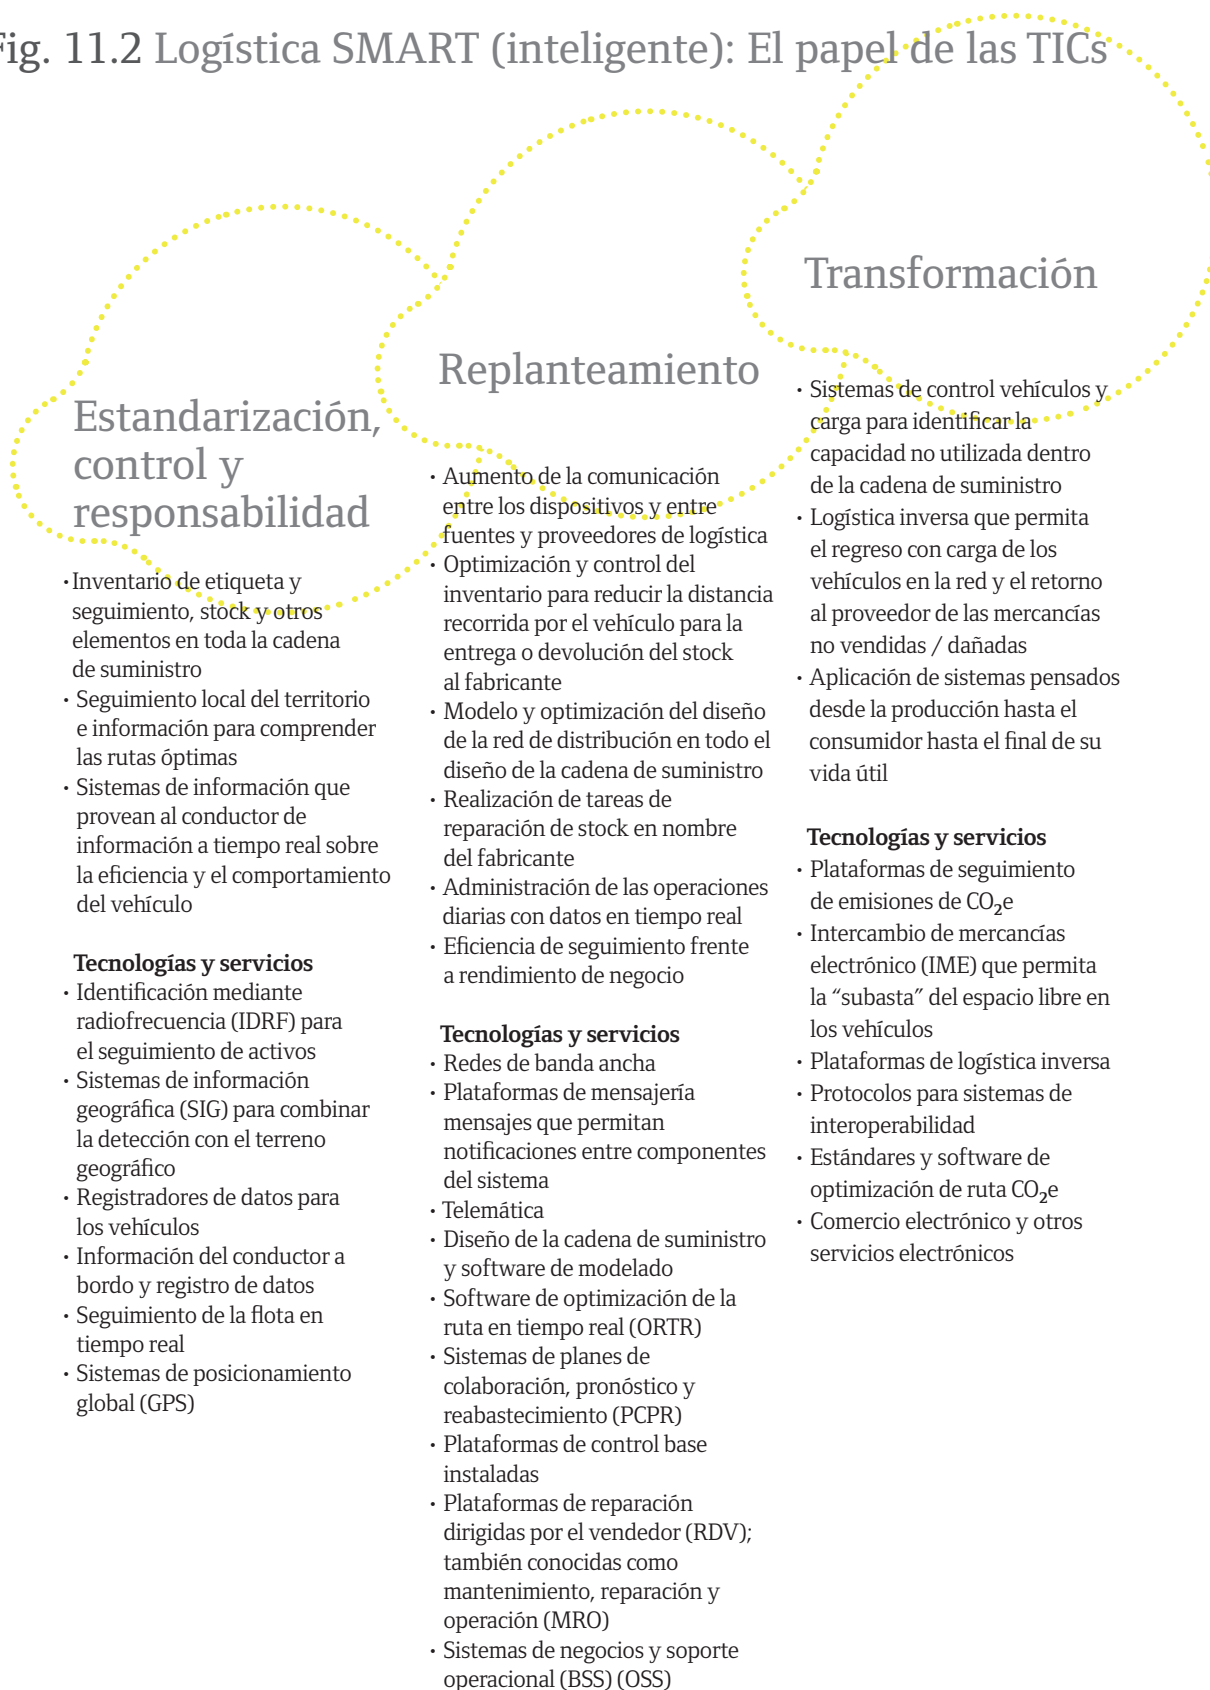 Fig. 11.2 Logística SMART (inteligente): El papel de las TICs
Estandarización,
control y
responsabilidad
· Inventario de etiqueta y
seguimiento, stock y otros
elementos en toda la cadena
de suministro
· Seguimiento local del territorio
e información para comprender
las rutas óptimas
· Sistemas de información que
provean al conductor de
información a tiempo real sobre
la eficiencia y el comportamiento
del vehículo
Tecnologías y servicios
· Identificación mediante
radiofrecuencia (IDRF) para
el seguimiento de activos
· Sistemas de información
geográfica (SIG) para combinar
la detección con el terreno
geográfico
· Registradores de datos para
los vehículos
· Información del conductor a
bordo y registro de datos
· Seguimiento de la flota en
tiempo real
· Sistemas de posicionamiento
global (GPS)
Replanteamiento
· Aumento de la comunicación
entre los dispositivos y entre
fuentes y proveedores de logística
· Optimización y control del
inventario para reducir la distancia
recorrida por el vehículo para la
entrega o devolución del stock
al fabricante
· Modelo y optimización del diseño
de la red de distribución en todo el
diseño de la cadena de suministro
· Realización de tareas de
reparación de stock en nombre
del fabricante
· Administración de las operaciones
diarias con datos en tiempo real
· Eficiencia de seguimiento frente
a rendimiento de negocio
Tecnologías y servicios
· Redes de banda ancha
· Plataformas de mensajería
mensajes que permitan
notificaciones entre componentes
del sistema
· Telemática
· Diseño de la cadena de suministro
y software de modelado
· Software de optimización de la
ruta en tiempo real (ORTR)
· Sistemas de planes de
colaboración, pronóstico y
reabastecimiento (PCPR)
· Plataformas de control base
instaladas
· Plataformas de reparación
dirigidas por el vendedor (RDV);
también conocidas como
mantenimiento, reparación y
operación (MRO)
· Sistemas de negocios y soporte
operacional (BSS) (OSS)
Transformación
· Sistemas de control vehículos y
carga para identificar la
capacidad no utilizada dentro
de la cadena de suministro
· Logística inversa que permita
el regreso con carga de los
vehículos en la red y el retorno
al proveedor de las mercancías
no vendidas / dañadas
· Aplicación de sistemas pensados
desde la producción hasta el
consumidor hasta el final de su
vida útil
Tecnologías y servicios
· Plataformas de seguimiento
de emisiones de CO₂e
· Intercambio de mercancías
electrónico (IME) que permita
la “subasta” del espacio libre en
los vehículos
· Plataformas de logística inversa
· Protocolos para sistemas de
interoperabilidad
· Estándares y software de
optimización de ruta CO₂e
· Comercio electrónico y otros
servicios electrónicos